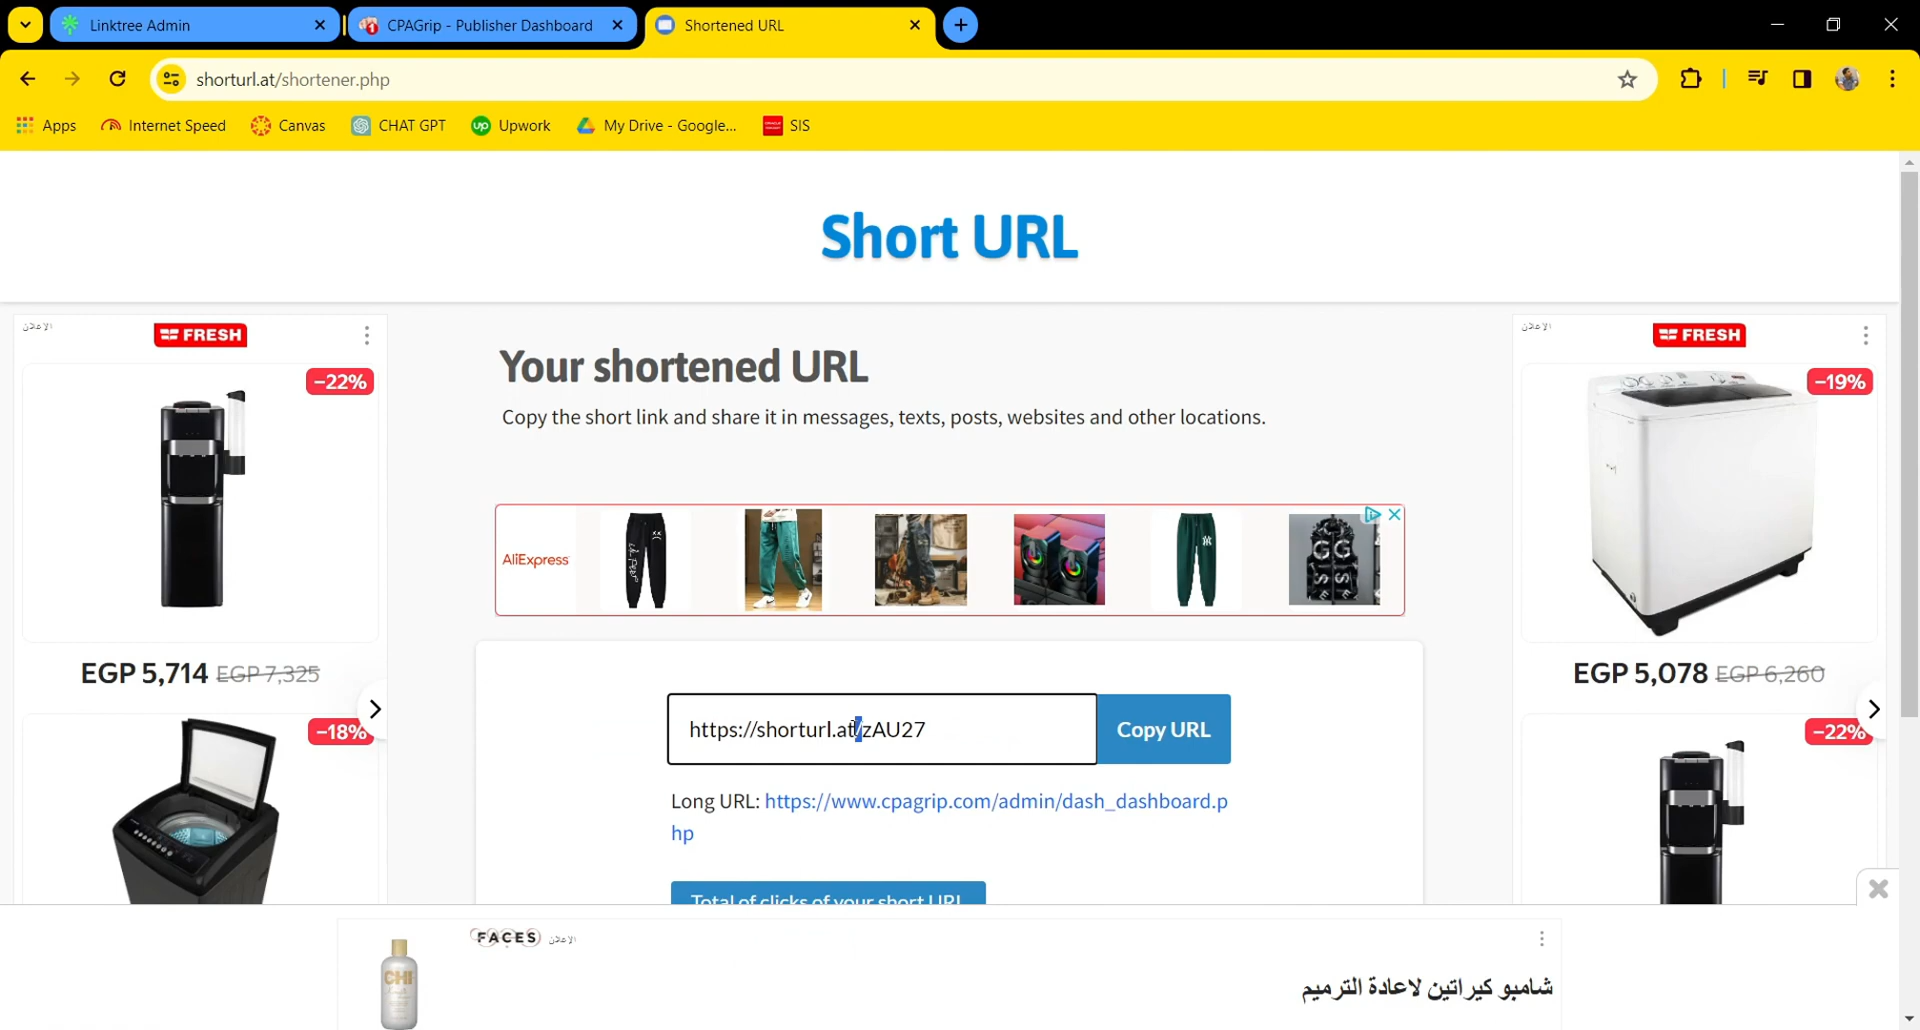 Linktree Admin
CPAGrip - Publisher Dashboard
Shortened URL
shorturl.at/shortener.php
Apps
Internet Speed
Canvas
CHAT GPT
Upwork
My Drive - Google...
SIS
Short URL
الإعلان
FRESH
-22%
EGP 5,714 EGP 7,325
-18%
Your shortened URL
Copy the short link and share it in messages, texts, posts, websites and other locations.
AliExpress
https://shorturl.at/zAU27
Copy URL
Long URL: https://www.cpagrip.com/admin/dash_dashboard.p
hp
Total of clicks of your short URL
الإعلان
FRESH
-19%
EGP 5,078 EGP 6,260
-22%
FACES
الإعلان
CHI
شامبو كيراتين لاعادة الترميم